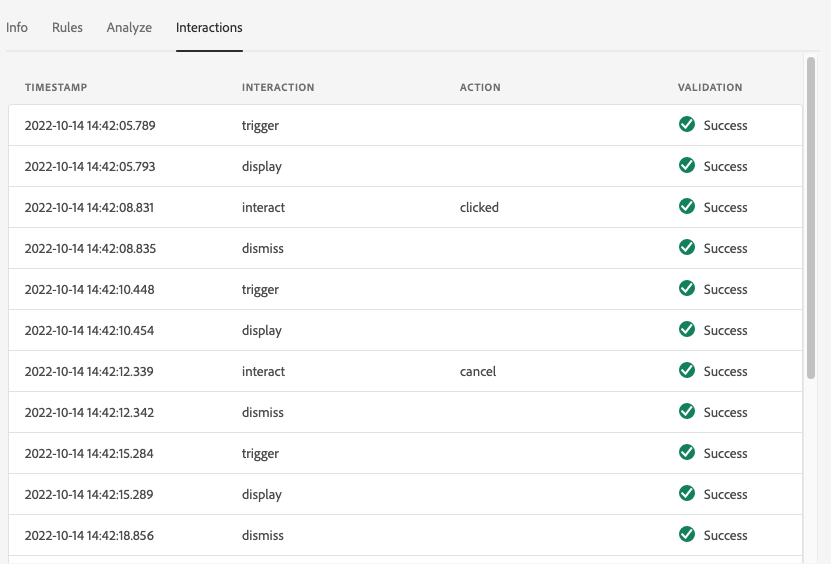 Info Rules Analyze Interactions
TIMESTAMP INTERACTION ACTION VALIDATION
2022-10-14 14:42:05.789 trigger Success
2022-10-14 14:42:05.793 display Success
2022-10-14 14:42:08.831 interact clicked Success
2022-10-14 14:42:08.835 dismiss Success
2022-10-14 14:42:10.448 trigger Success
2022-10-14 14:42:10.454 display Success
2022-10-14 14:42:12.339 interact cancel Success
2022-10-14 14:42:12.342 dismiss Success
2022-10-14 14:42:15.284 trigger Success
2022-10-14 14:42:15.289 display Success
2022-10-14 14:42:18.856 dismiss Success